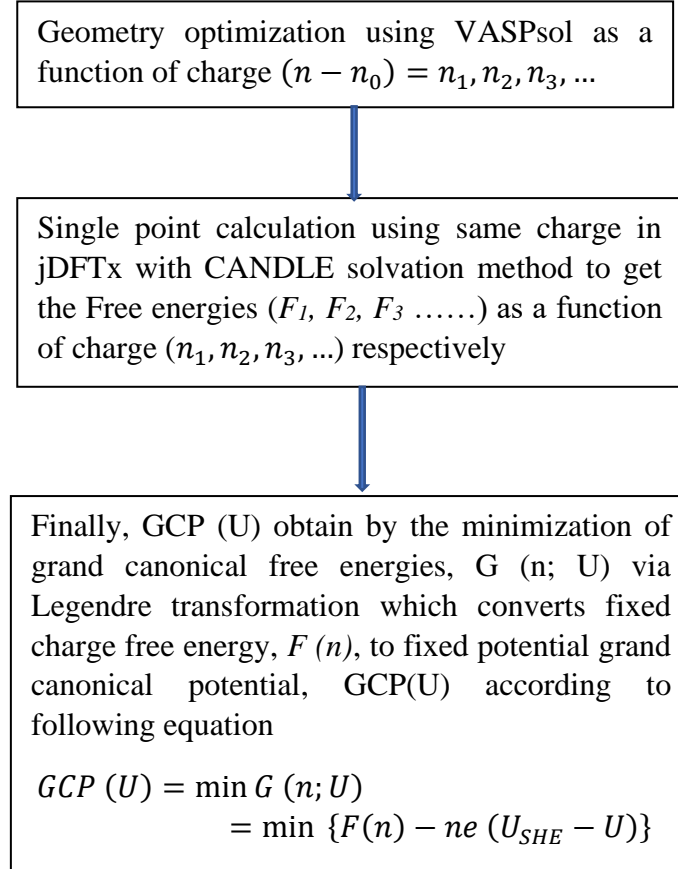 Geometry optimization using VASPsol as a
function of charge (n − n₀) = n₁, n₂, n₃, …
Single point calculation using same charge in
jDFTx with CANDLE solvation method to get
the Free energies (F₁, F₂, F₃ ……) as a function
of charge (n₁, n₂, n₃, …) respectively
Finally, GCP (U) obtain by the minimization of
grand canonical free energies, G (n; U) via
Legendre transformation which converts fixed
charge free energy, F (n), to fixed potential grand
canonical potential, GCP(U) according to
following equation
GCP (U) = min G (n; U)
= min {F(n) − ne (U_SHE − U)}